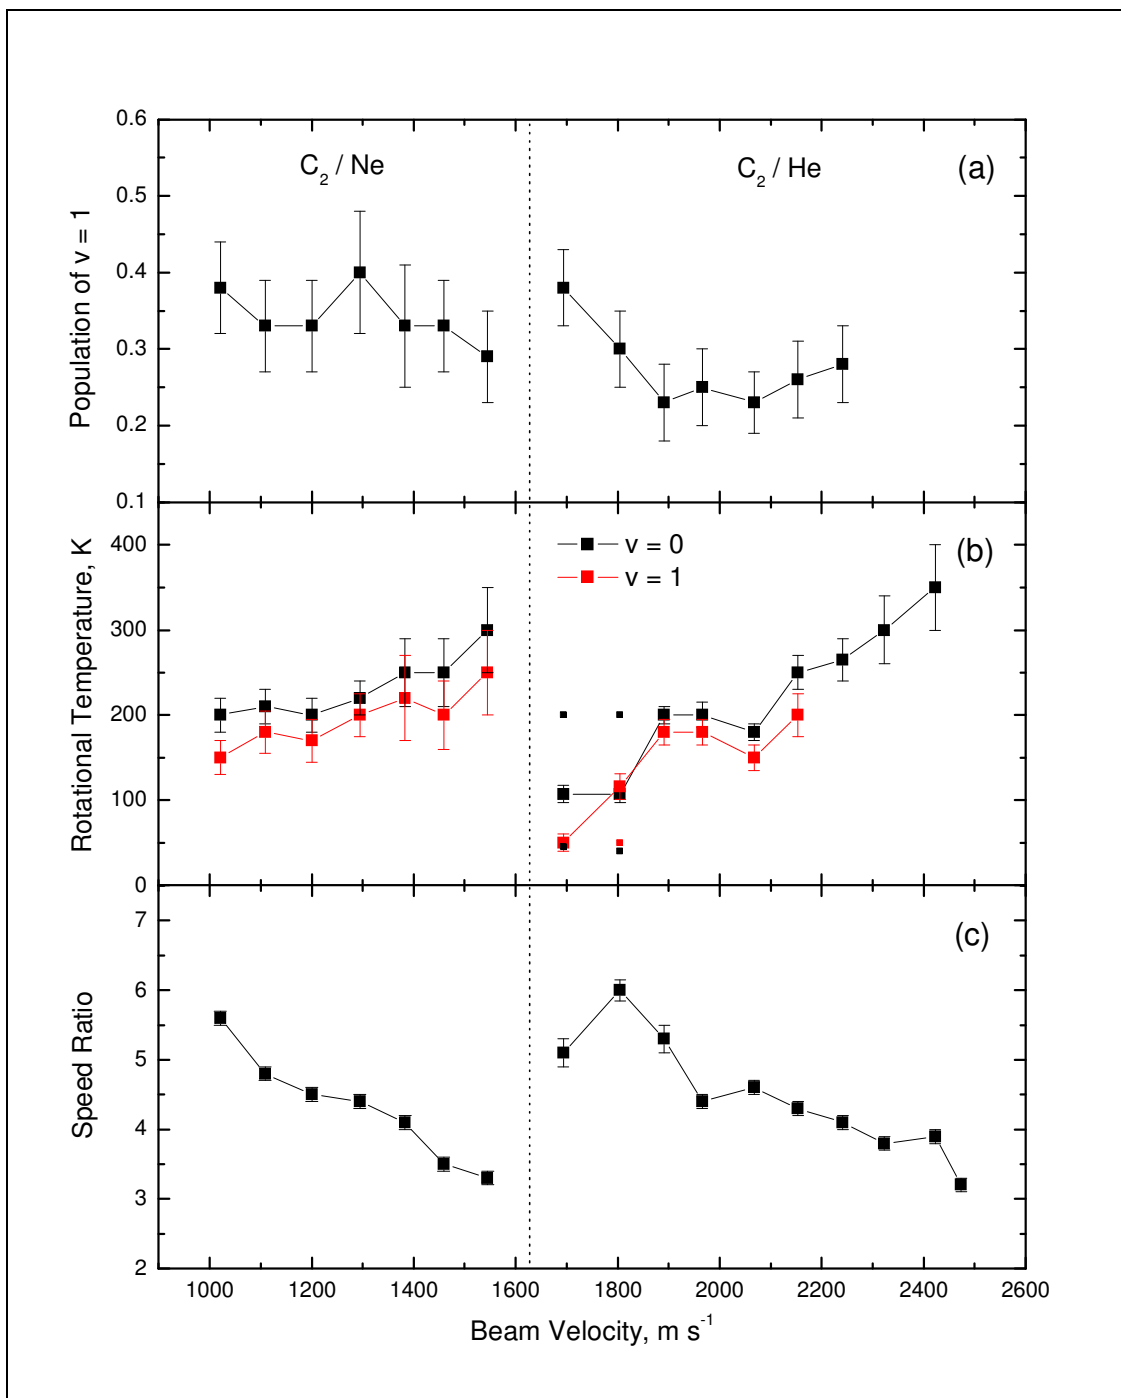 C2 / Ne
C2 / He
(a)
Population of v = 1
0.6
0.5
0.4
0.3
0.2
0.1
v = 0
v = 1
(b)
Rotational Temperature, K
400
300
200
100
0
(c)
Speed Ratio
7
6
5
4
3
2
1000 1200 1400 1600 1800 2000 2200 2400 2600
Beam Velocity, m s-1